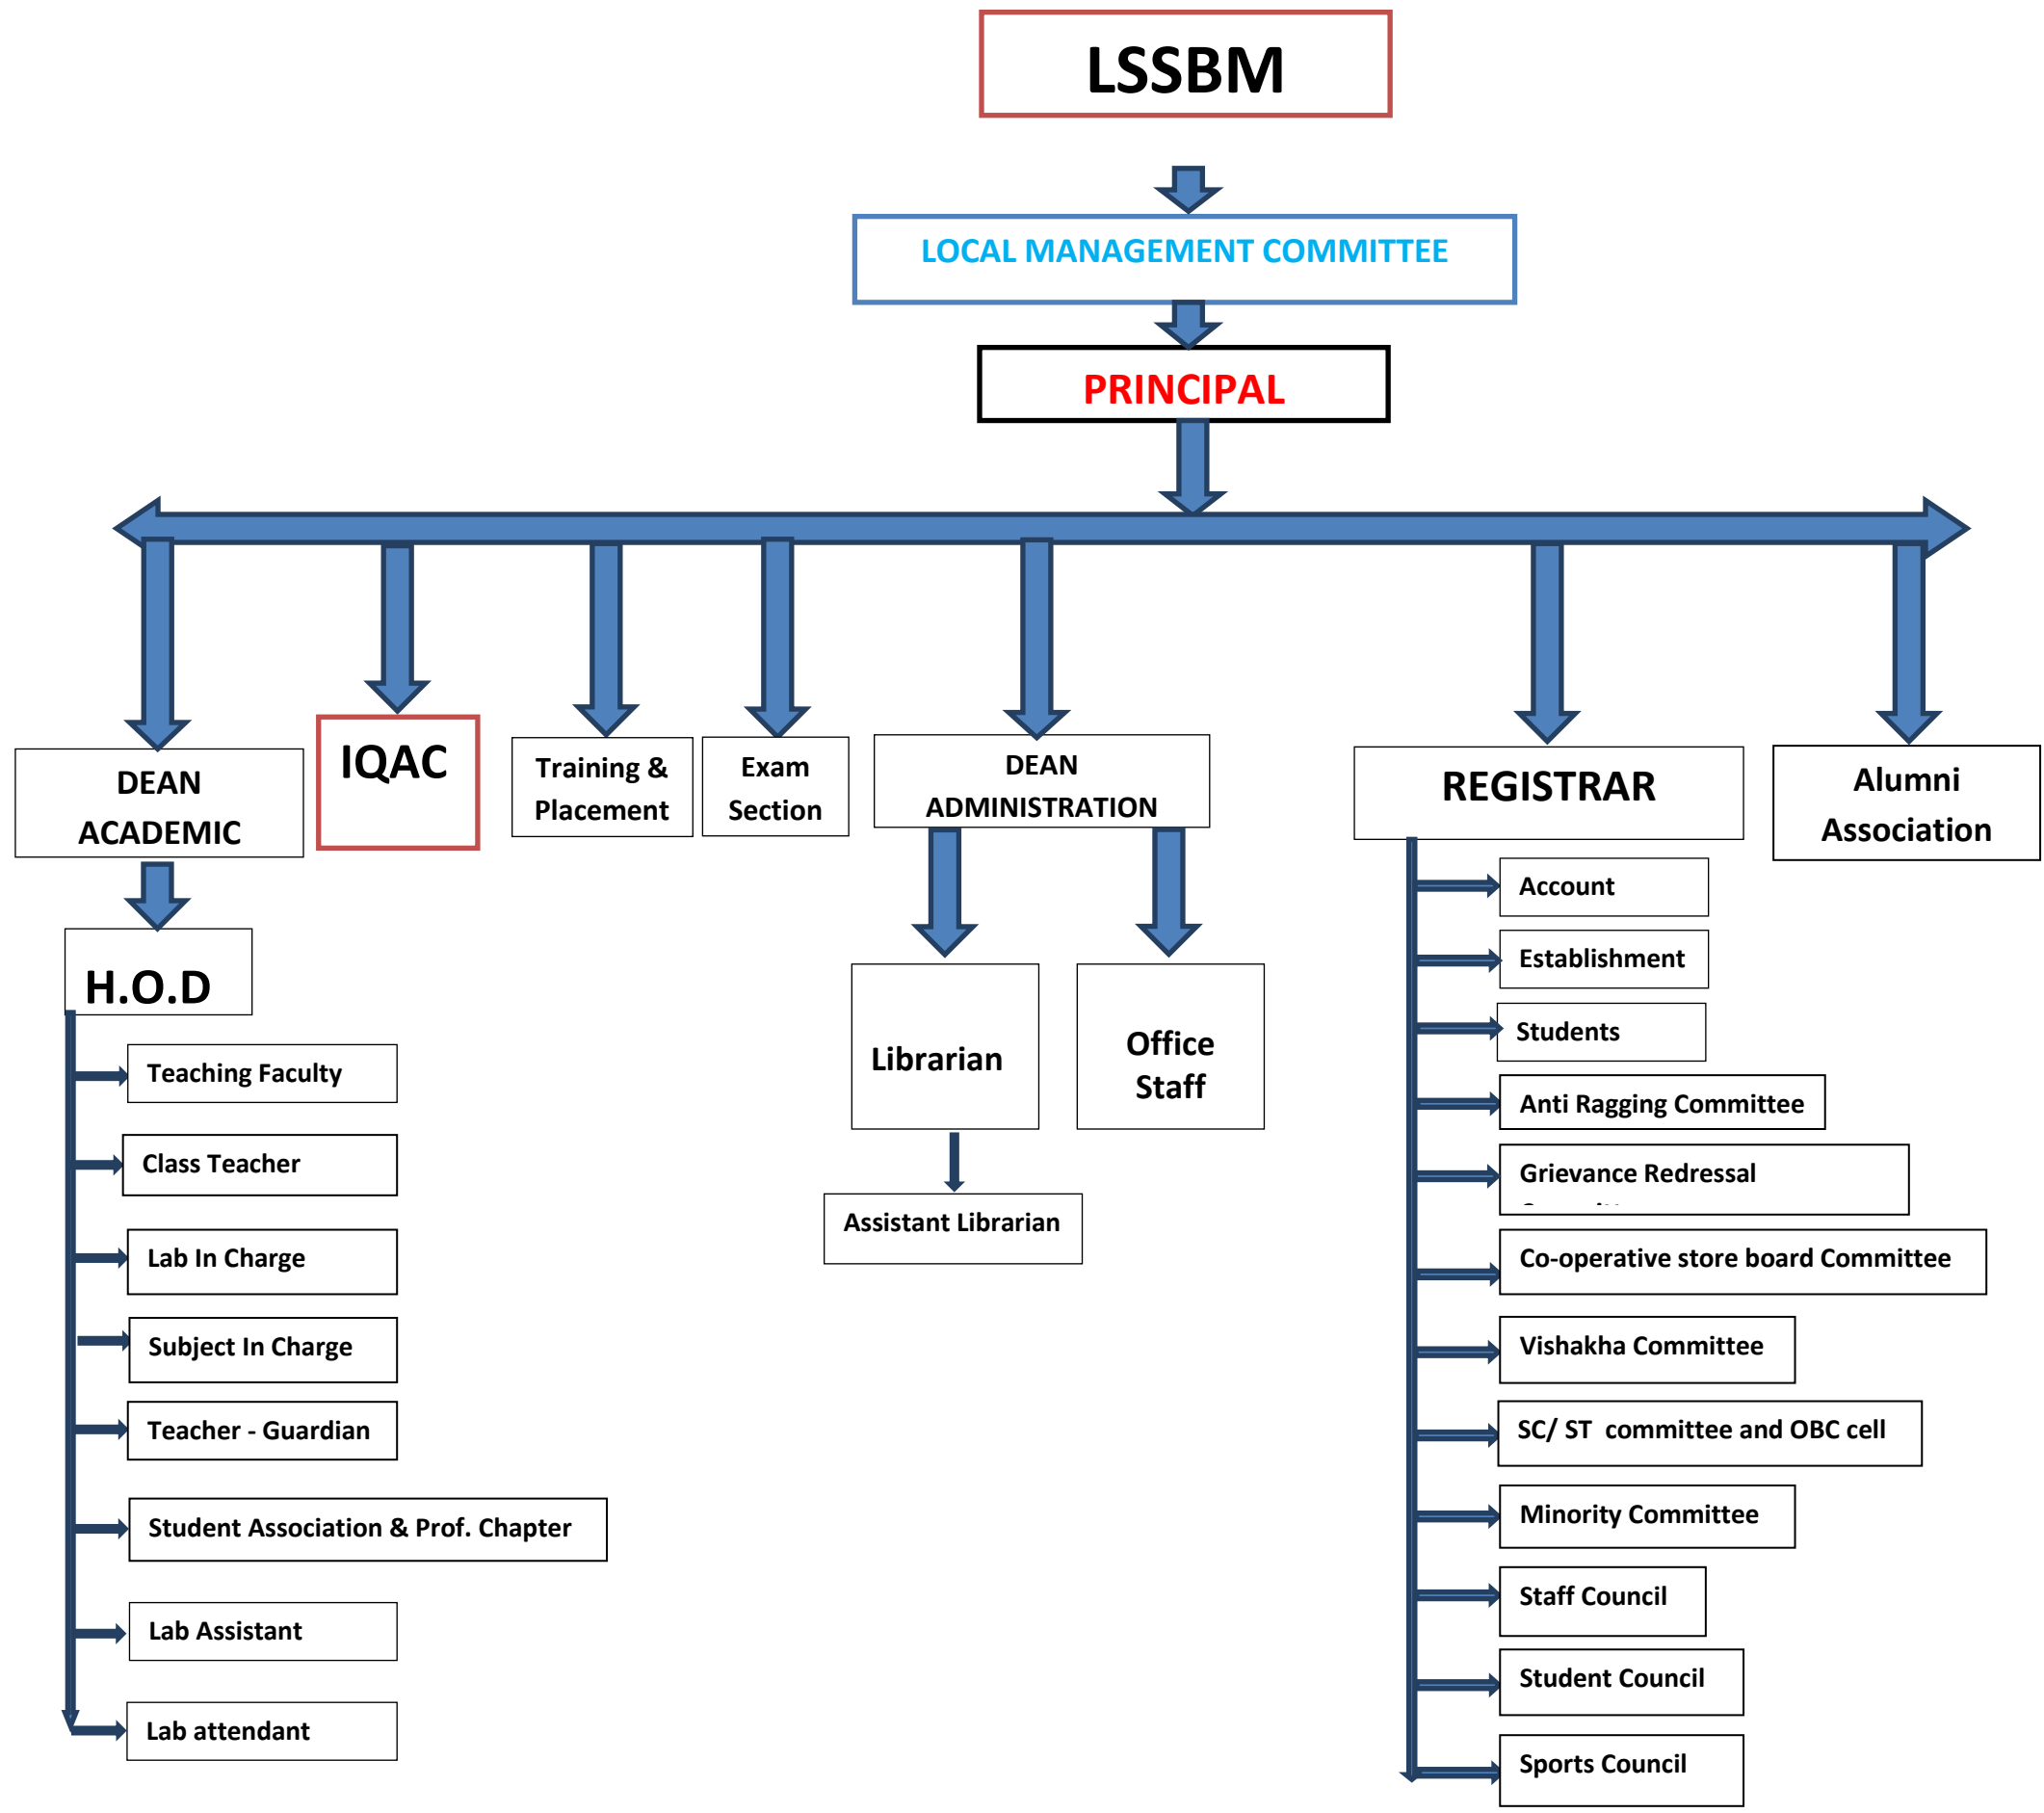 LSSBM
LOCAL MANAGEMENT COMMITTEE
PRINCIPAL
DEAN
ACADEMIC
IQAC
Training &
Placement
Exam
Section
DEAN
ADMINISTRATION
REGISTRAR
Alumni
Association
H.O.D
Teaching Faculty
Class Teacher
Lab In Charge
Subject In Charge
Teacher - Guardian
Student Association & Prof. Chapter
Lab Assistant
Lab attendant
Librarian
Office
Staff
Assistant Librarian
Account
Establishment
Students
Anti Ragging Committee
Grievance Redressal
Co-operative store board Committee
Vishakha Committee
SC/ ST  committee and OBC cell
Minority Committee
Staff Council
Student Council
Sports Council